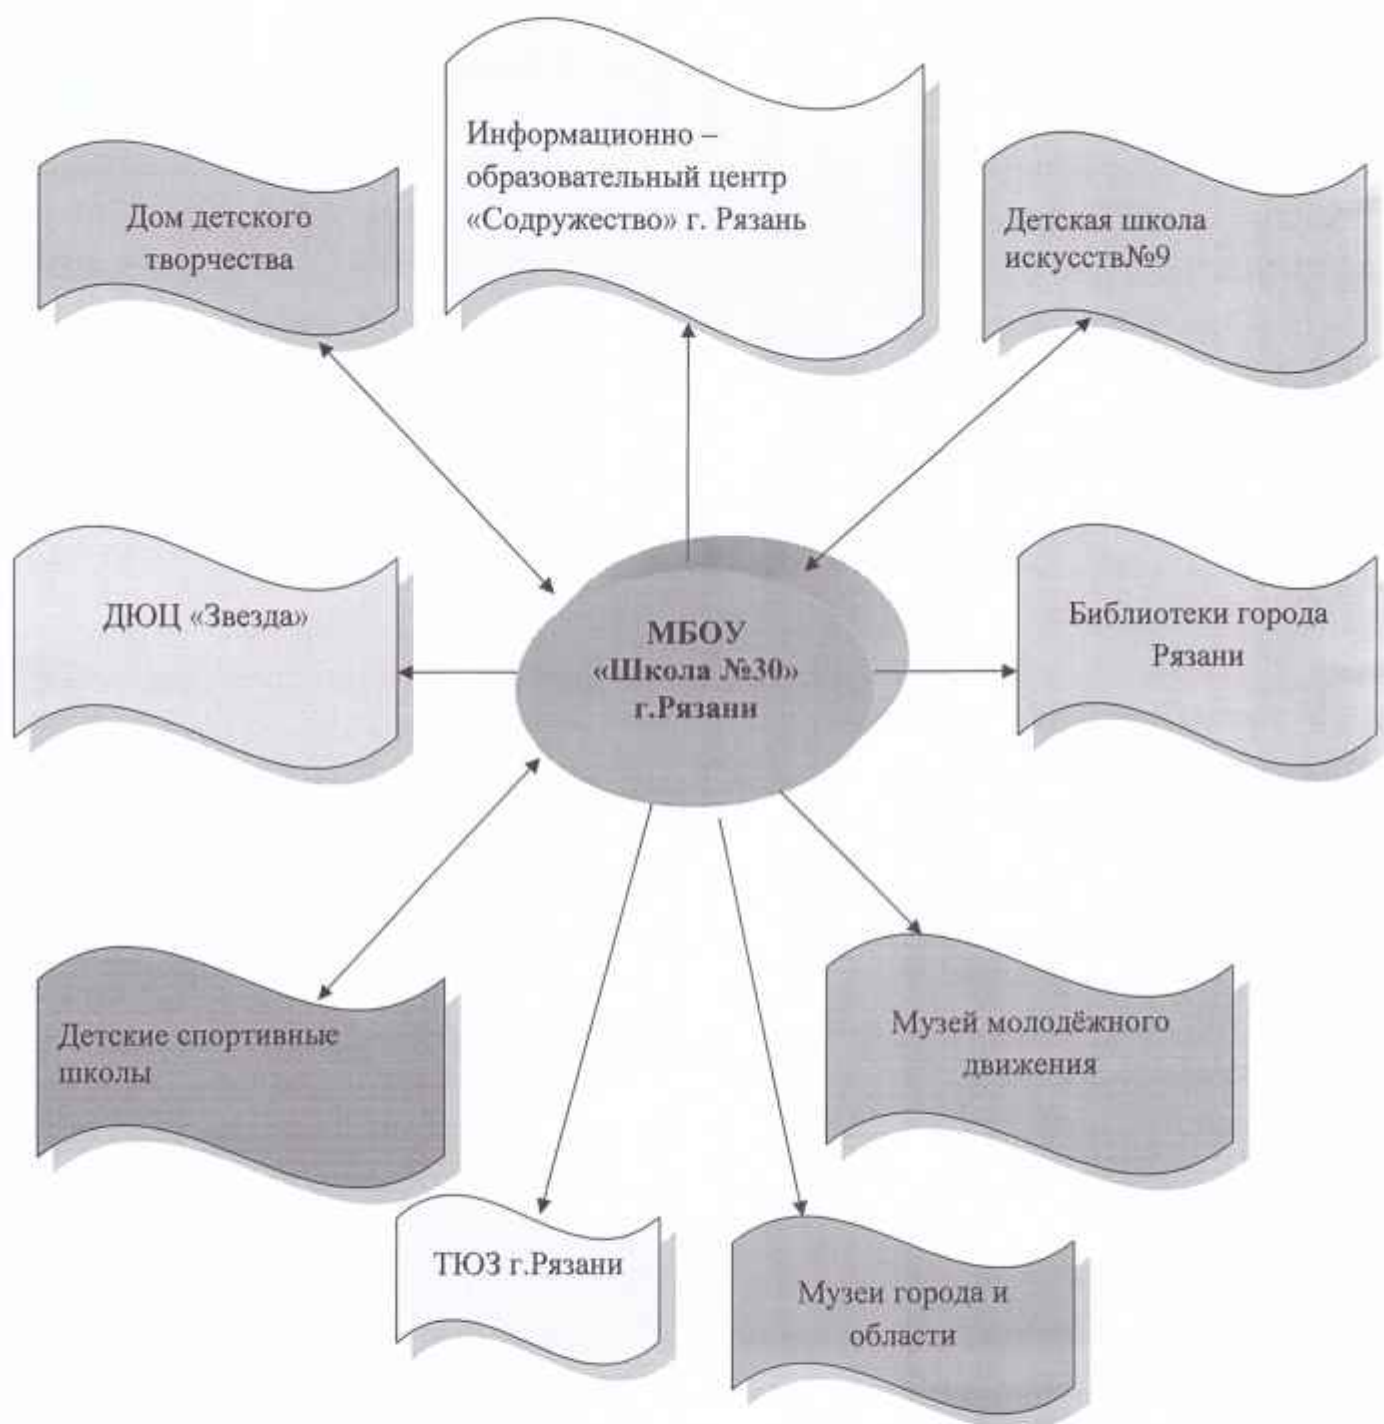 Информационно –
образовательный центр
«Содружество» г. Рязань
Дом детского
творчества
Детская школа
искусств№9
ДЮЦ «Звезда»
МБОУ
«Школа №30»
г.Рязани
Библиотеки города
Рязани
Детские спортивные
школы
Музей молодёжного
движения
ТЮЗ г.Рязани
Музеи города и
области